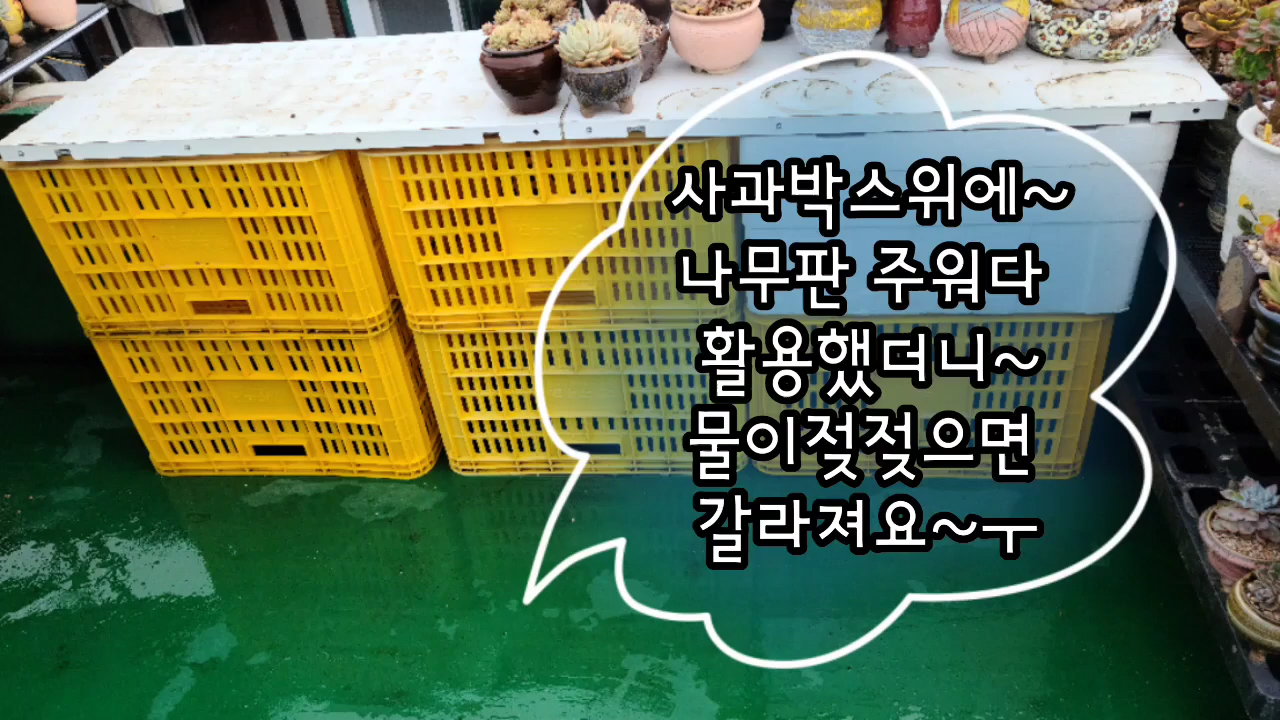 사과박스위에~
나무판 주워다
활용했더니~
물이젖젖으면
갈라져요~ㅜ